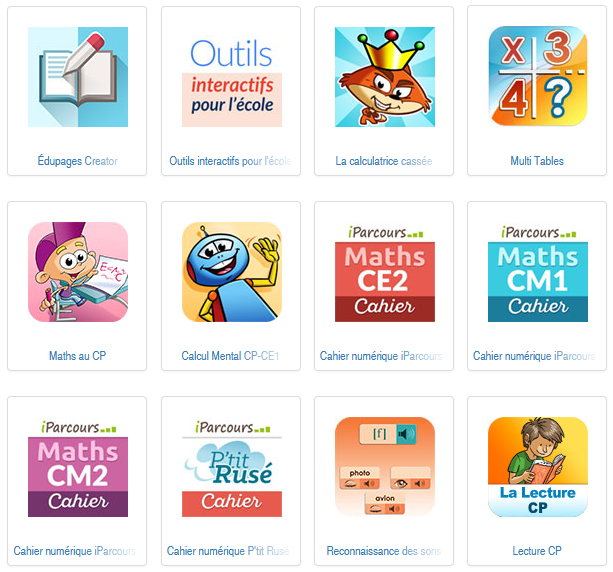 Outils
interactifs
pour l'école
x 3
4 ?
Édupages Creator
Outils interactifs pour l'école
La calculatrice cassée
Multi Tables
E=MC
iParcours
Maths
CE2
Cahier
iParcours
Maths
CM1
Cahier
Maths au CP
Calcul Mental CP-CE1
Cahier numérique iParcours
Cahier numérique iParcours
iParcours
Maths
CM2
Cahier
iParcours
P'tit
Rusé
Cahier
[f]
photo
avion
La Lecture
CP
Cahier numérique iParcours
Cahier numérique P'tit Rusé
Reconnaissance des sons
Lecture CP